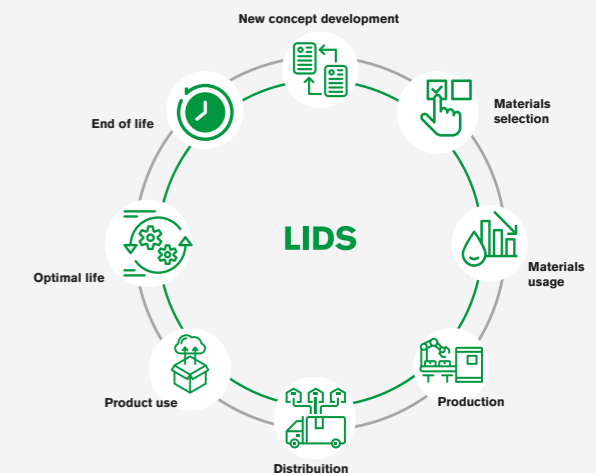 New concept development
Materials
selection
Materials
usage
Production
Distribuition
Product use
Optimal life
End of life
LIDS